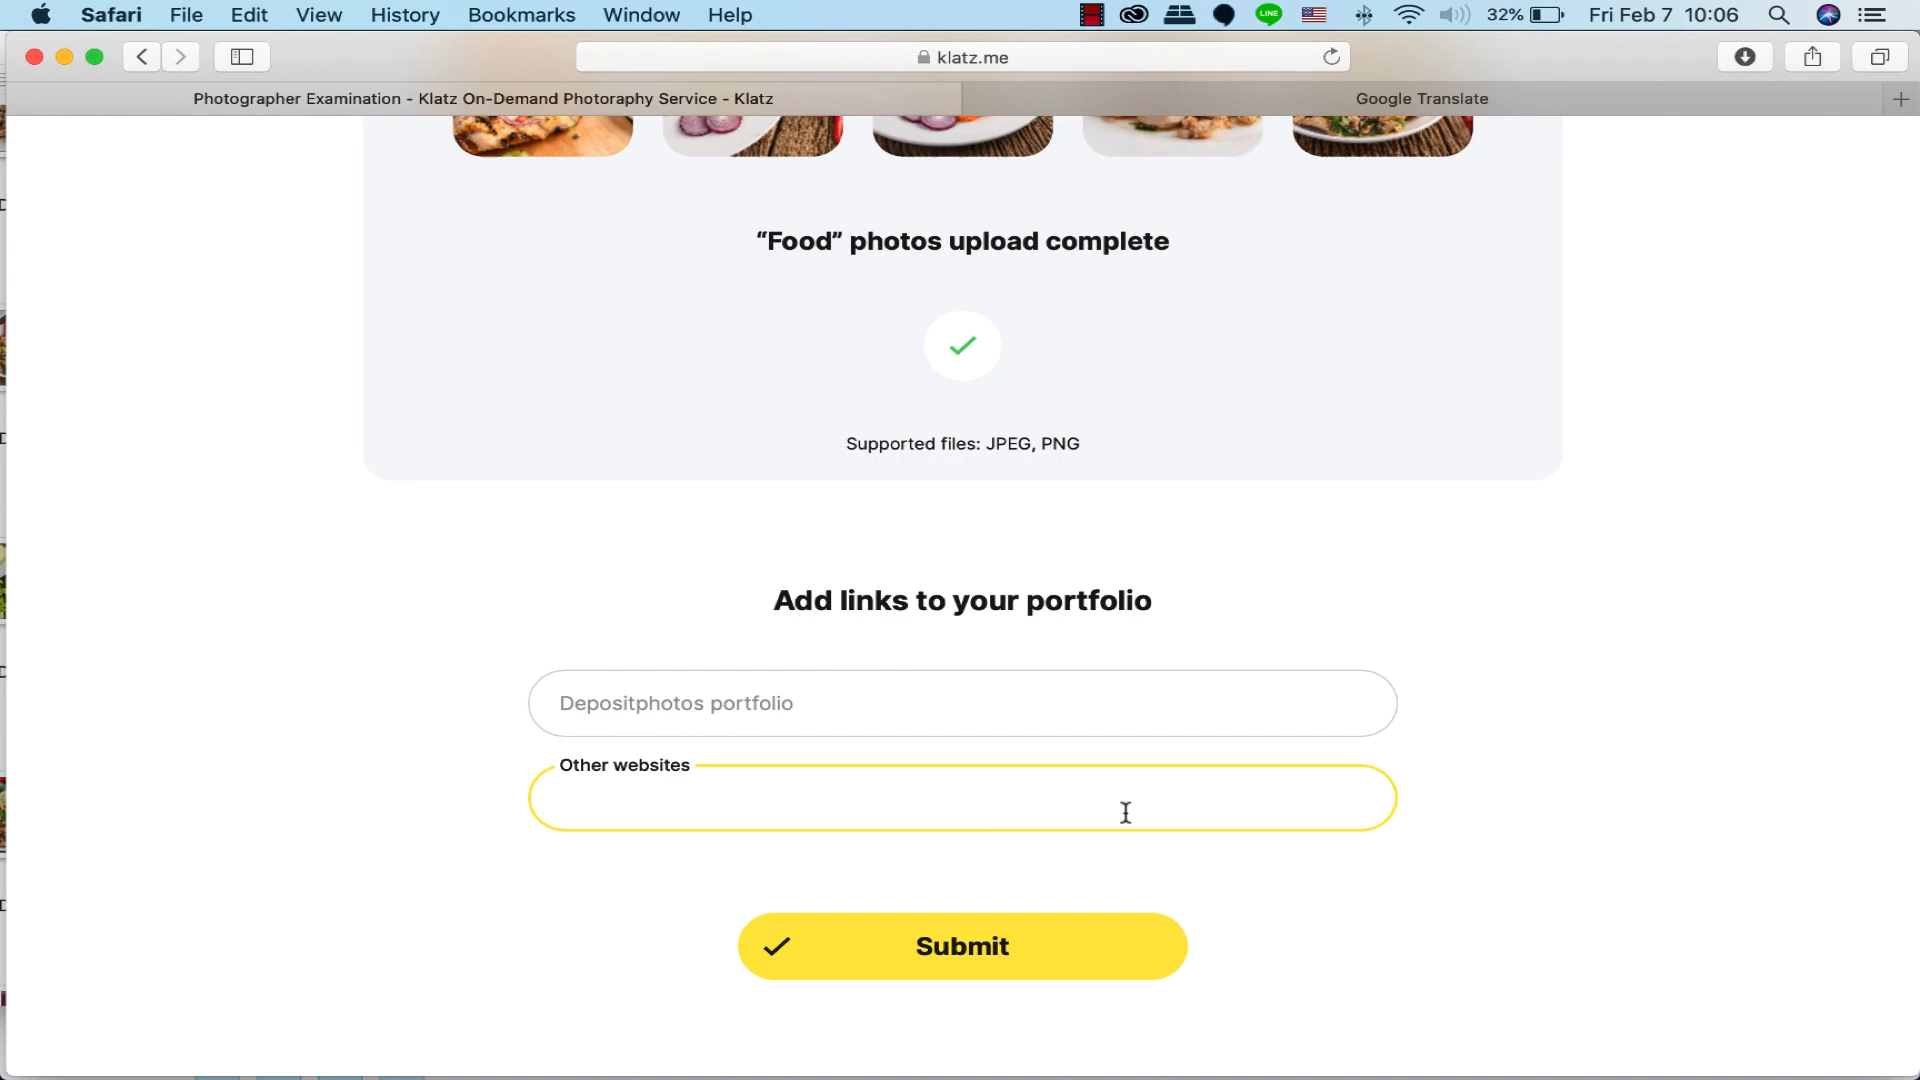 Safari File Edit View History Bookmarks Window Help LINE 32% Fri Feb 7 10:06
klatz.me
Photographer Examination - Klatz On-Demand Photoraphy Service - Klatz
Google Translate
“Food” photos upload complete
Supported files: JPEG, PNG
Add links to your portfolio
Depositphotos portfolio
Other websites
Submit